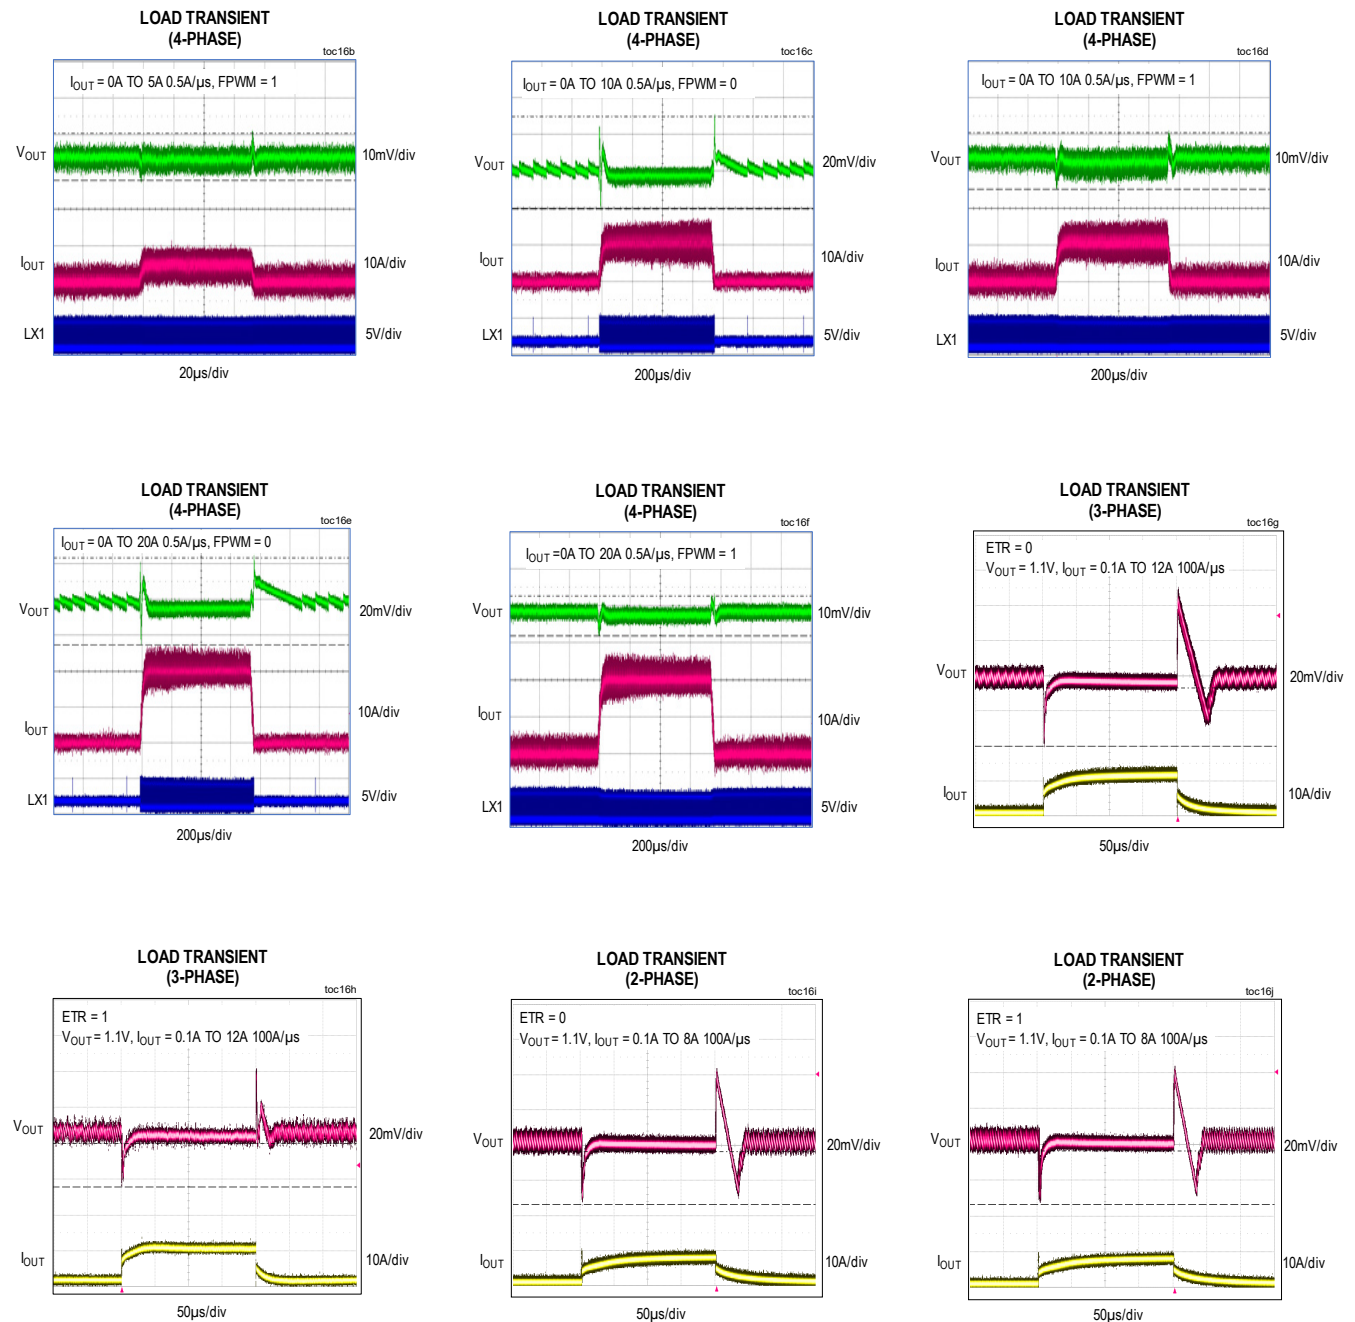 LOAD TRANSIENT
(4-PHASE)
toc16b
IOUT = 0A TO 5A 0.5A/µs, FPWM = 1
VOUT
10mV/div
IOUT
10A/div
LX1
5V/div
20µs/div
LOAD TRANSIENT
(4-PHASE)
toc16c
IOUT = 0A TO 10A 0.5A/µs, FPWM = 0
VOUT
20mV/div
IOUT
10A/div
LX1
5V/div
200µs/div
LOAD TRANSIENT
(4-PHASE)
toc16d
IOUT = 0A TO 10A 0.5A/µs, FPWM = 1
VOUT
10mV/div
IOUT
10A/div
LX1
5V/div
200µs/div
LOAD TRANSIENT
(4-PHASE)
toc16e
IOUT = 0A TO 20A 0.5A/µs, FPWM = 0
VOUT
20mV/div
IOUT
10A/div
LX1
5V/div
200µs/div
LOAD TRANSIENT
(4-PHASE)
toc16f
IOUT =0A TO 20A 0.5A/µs, FPWM = 1
VOUT
10mV/div
IOUT
10A/div
LX1
5V/div
200µs/div
LOAD TRANSIENT
(3-PHASE)
toc16g
ETR = 0
VOUT = 1.1V, IOUT = 0.1A TO 12A 100A/µs
VOUT
20mV/div
IOUT
10A/div
50µs/div
LOAD TRANSIENT
(3-PHASE)
toc16h
ETR = 1
VOUT = 1.1V, IOUT = 0.1A TO 12A 100A/µs
VOUT
20mV/div
IOUT
10A/div
50µs/div
LOAD TRANSIENT
(2-PHASE)
toc16i
ETR = 0
VOUT = 1.1V, IOUT = 0.1A TO 8A 100A/µs
VOUT
20mV/div
IOUT
10A/div
50µs/div
LOAD TRANSIENT
(2-PHASE)
toc16j
ETR = 1
VOUT = 1.1V, IOUT = 0.1A TO 8A 100A/µs
VOUT
20mV/div
IOUT
10A/div
50µs/div